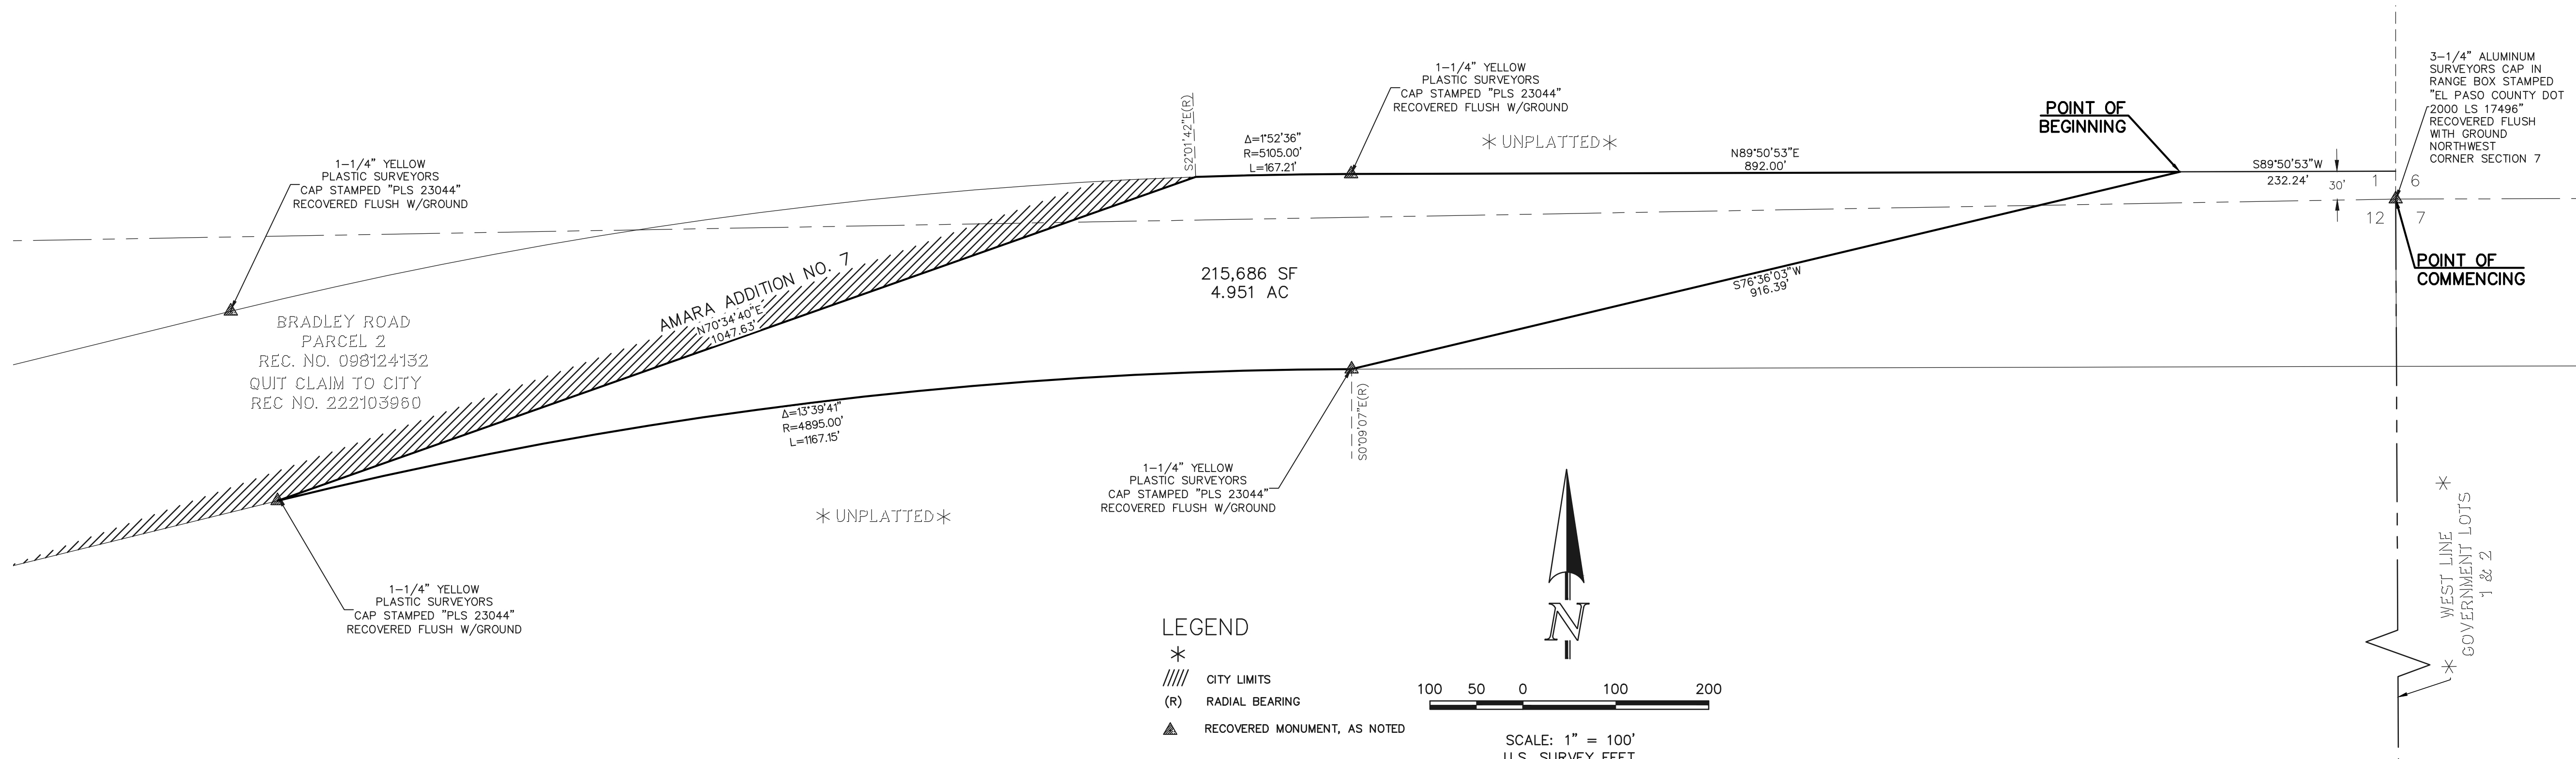 3-1/4" ALUMINUM
SURVEYORS CAP IN
RANGE BOX STAMPED
"EL PASO COUNTY DOT
2000 LS 17496"
RECOVERED FLUSH
WITH GROUND
NORTHWEST
CORNER SECTION 7
1-1/4" YELLOW
PLASTIC SURVEYORS
CAP STAMPED "PLS 23044"
RECOVERED FLUSH W/GROUND
POINT OF
BEGINNING
S2°01'42"E(R)
Δ=1°52'36"
R=5105.00'
L=167.21'
* UNPLATTED *
N89°50'53"E
892.00'
S89°50'53"W
232.24'
30'
1 6
12 7
1-1/4" YELLOW
PLASTIC SURVEYORS
CAP STAMPED "PLS 23044"
RECOVERED FLUSH W/GROUND
POINT OF
COMMENCING
AMARA ADDITION NO. 7
N70°34'40"E
1047.63'
215,686 SF
4.951 AC
S76°36'03"W
916.39'
BRADLEY ROAD
PARCEL 2
REC. NO. 098124132
QUIT CLAIM TO CITY
REC NO. 222103960
Δ=13°39'41"
R=4895.00'
L=1167.15'
S0°09'07"E(R)
1-1/4" YELLOW
PLASTIC SURVEYORS
CAP STAMPED "PLS 23044"
RECOVERED FLUSH W/GROUND
* UNPLATTED *
1-1/4" YELLOW
PLASTIC SURVEYORS
CAP STAMPED "PLS 23044"
RECOVERED FLUSH W/GROUND
* WEST LINE *
GOVERNMENT LOTS
1 & 2
N
LEGEND
*
CITY LIMITS
(R) RADIAL BEARING
RECOVERED MONUMENT, AS NOTED
100 50 0 100 200
SCALE: 1" = 100'
U.S. SURVEY FEET